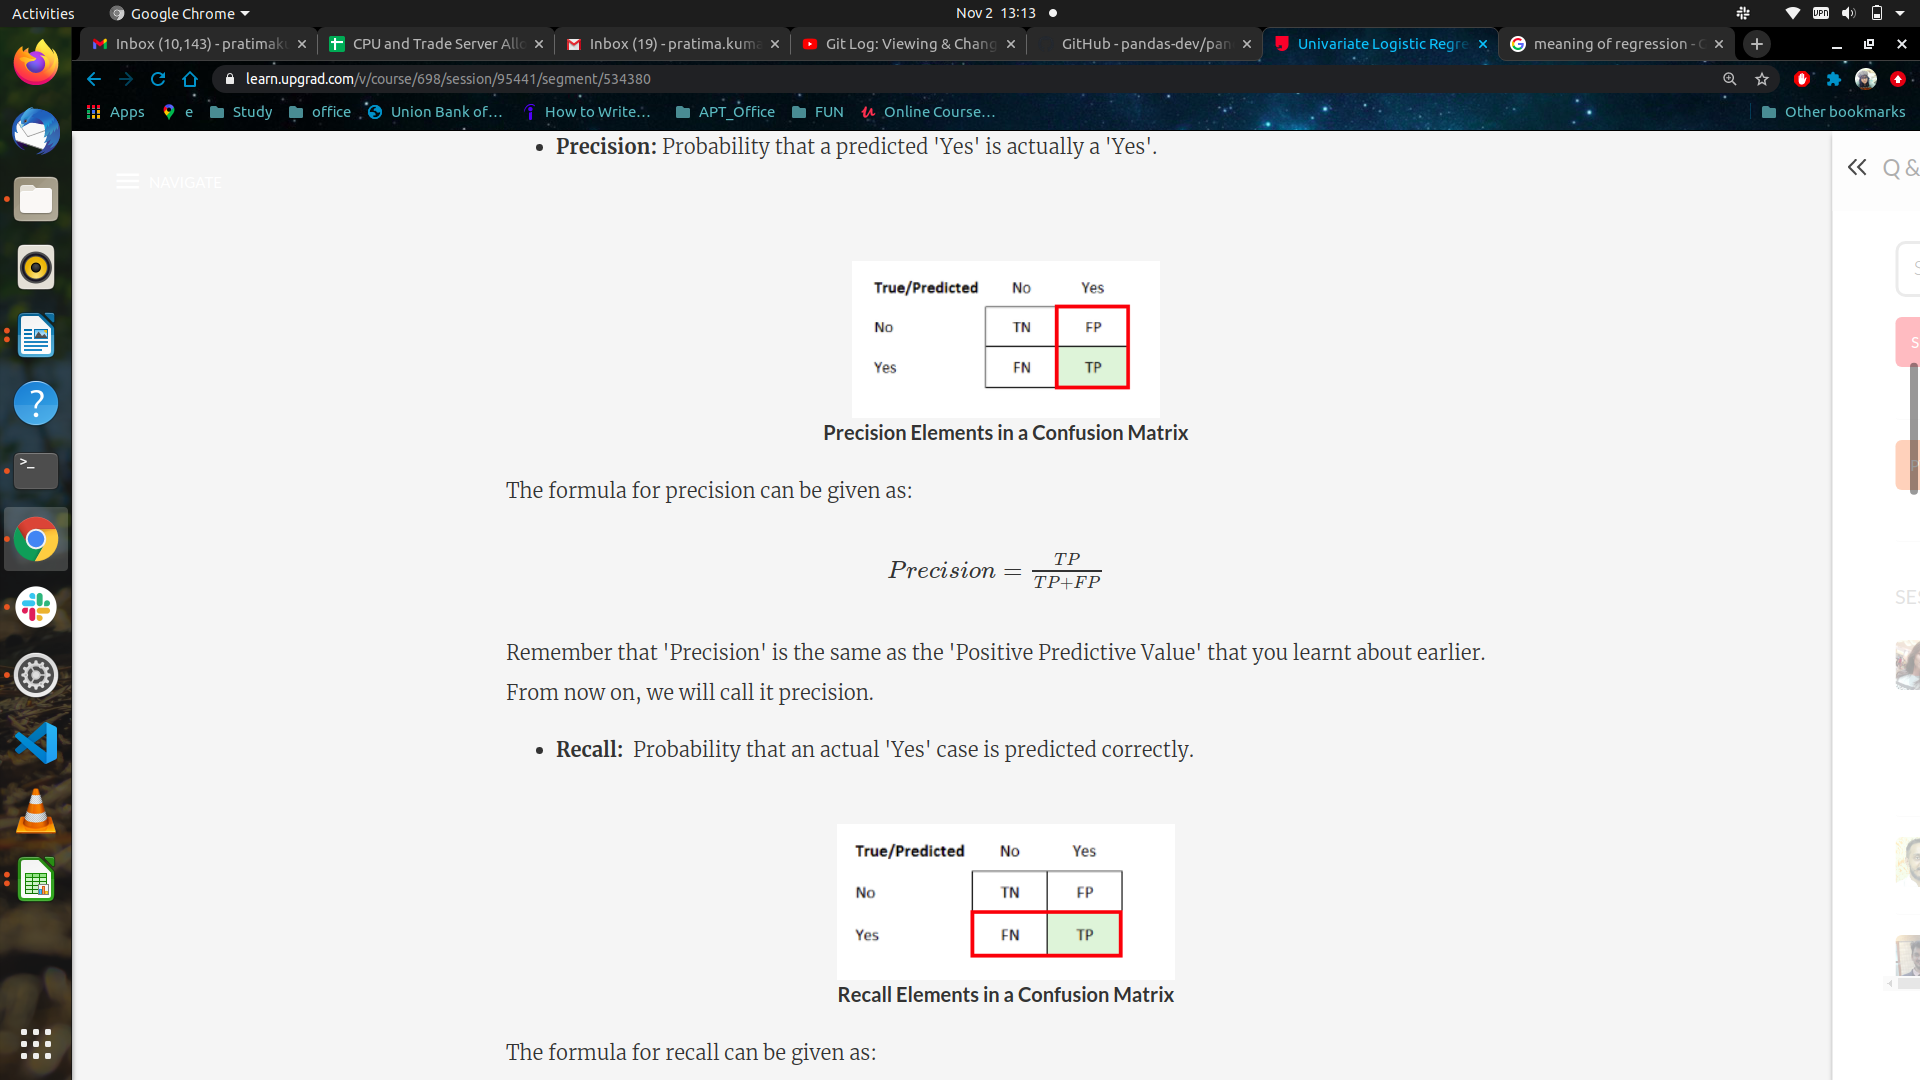 Activities
Google Chrome
Nov 2 13:13
VPN
Inbox (10,143) - pratimaku
CPU and Trade Server Allo
Inbox (19) - pratima.kuma
Git Log: Viewing & Chang
GitHub - pandas-dev/pan
Univariate Logistic Regre
meaning of regression - G
learn.upgrad.com/v/course/698/session/95441/segment/534380
Apps
e
Study
office
Union Bank of...
How to Write...
APT_Office
FUN
Online Course...
Other bookmarks
• Precision: Probability that a predicted 'Yes' is actually a 'Yes'.
NAVIGATE
Q &
True/Predicted No Yes
No TN FP
Yes FN TP
Precision Elements in a Confusion Matrix
The formula for precision can be given as:
Precision = TP / TP+FP
Remember that 'Precision' is the same as the 'Positive Predictive Value' that you learnt about earlier.
From now on, we will call it precision.
• Recall: Probability that an actual 'Yes' case is predicted correctly.
SES
True/Predicted No Yes
No TN FP
Yes FN TP
Recall Elements in a Confusion Matrix
The formula for recall can be given as: